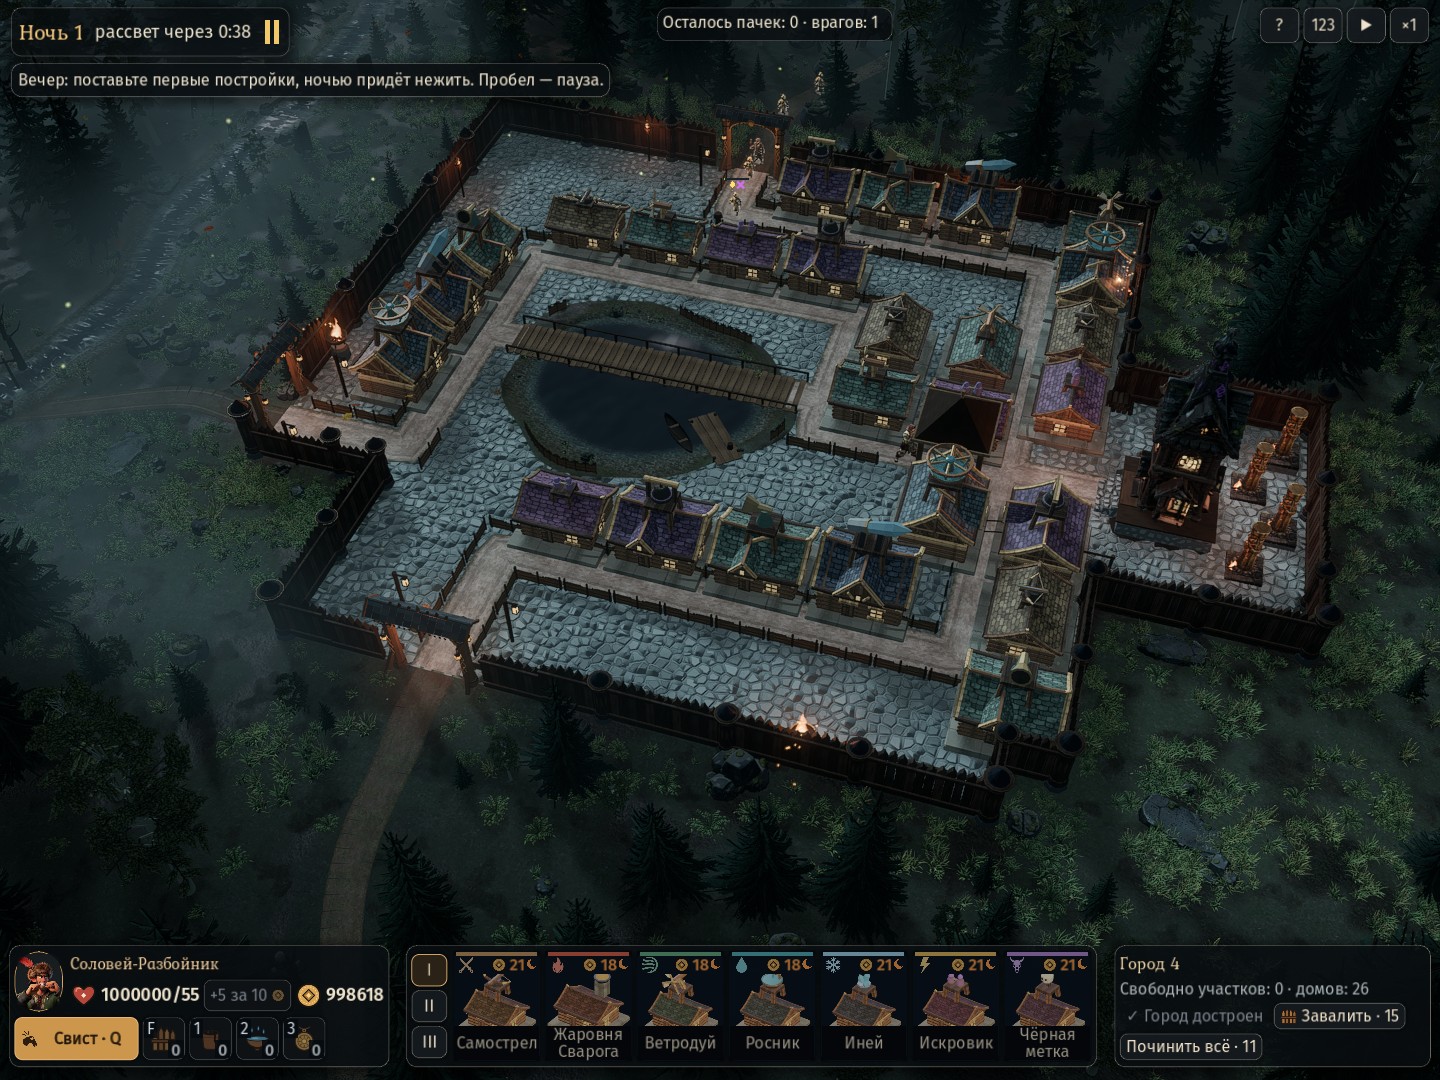 Ночь 1 рассвет через 0:38
Осталось пачек: 0 · врагов: 1
? 123 ×1
Вечер: поставьте первые постройки, ночью придёт нежить. Пробел — пауза.
Соловей-Разбойник
1000000/55 +5 за 10 998618
Свист · Q
F 0
1 0
2 0
3 0
I
II
III
21 Самострел
18 Жаровня Сварога
18 Ветродуй
18 Росник
21 Иней
21 Искровик
21 Чёрная метка
Город 4
Свободно участков: 0 · домов: 26
✓ Город достроен Завалить · 15
Починить всё · 11